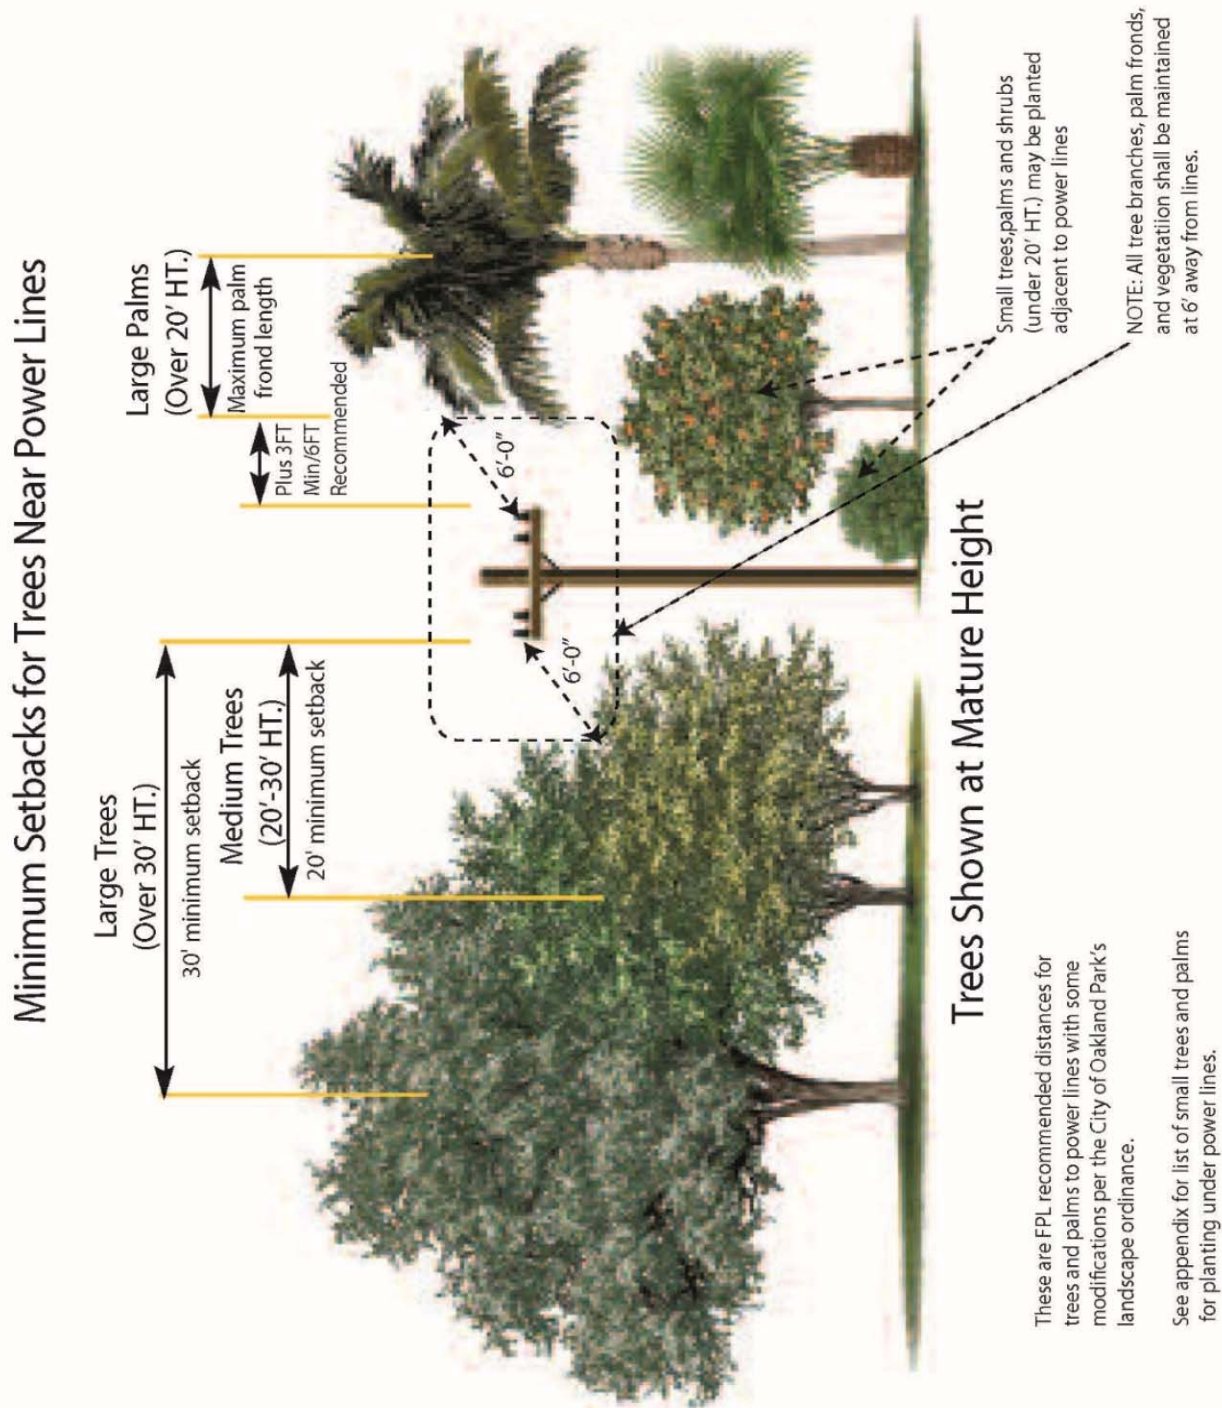 Minimum Setbacks for Trees Near Power Lines
Large Trees
(Over 30' HT.)
30' minimum setback
Medium Trees
(20'-30' HT.)
20' minimum setback
Large Palms
(Over 20' HT.)
Maximum palm
frond length
Plus 3FT
Min/6FT
Recommended
6'-0"
6'-0"
Trees Shown at Mature Height
These are FPL recommended distances for
trees and palms to power lines with some
modifications per the City of Oakland Park's
landscape ordinance.
See appendix for list of small trees and palms
for planting under power lines.
Small trees,palms and shrubs
(under 20' HT.) may be planted
adjacent to power lines
NOTE: All tree branches, palm fronds,
and vegetation shall be maintained
at 6' away from lines.